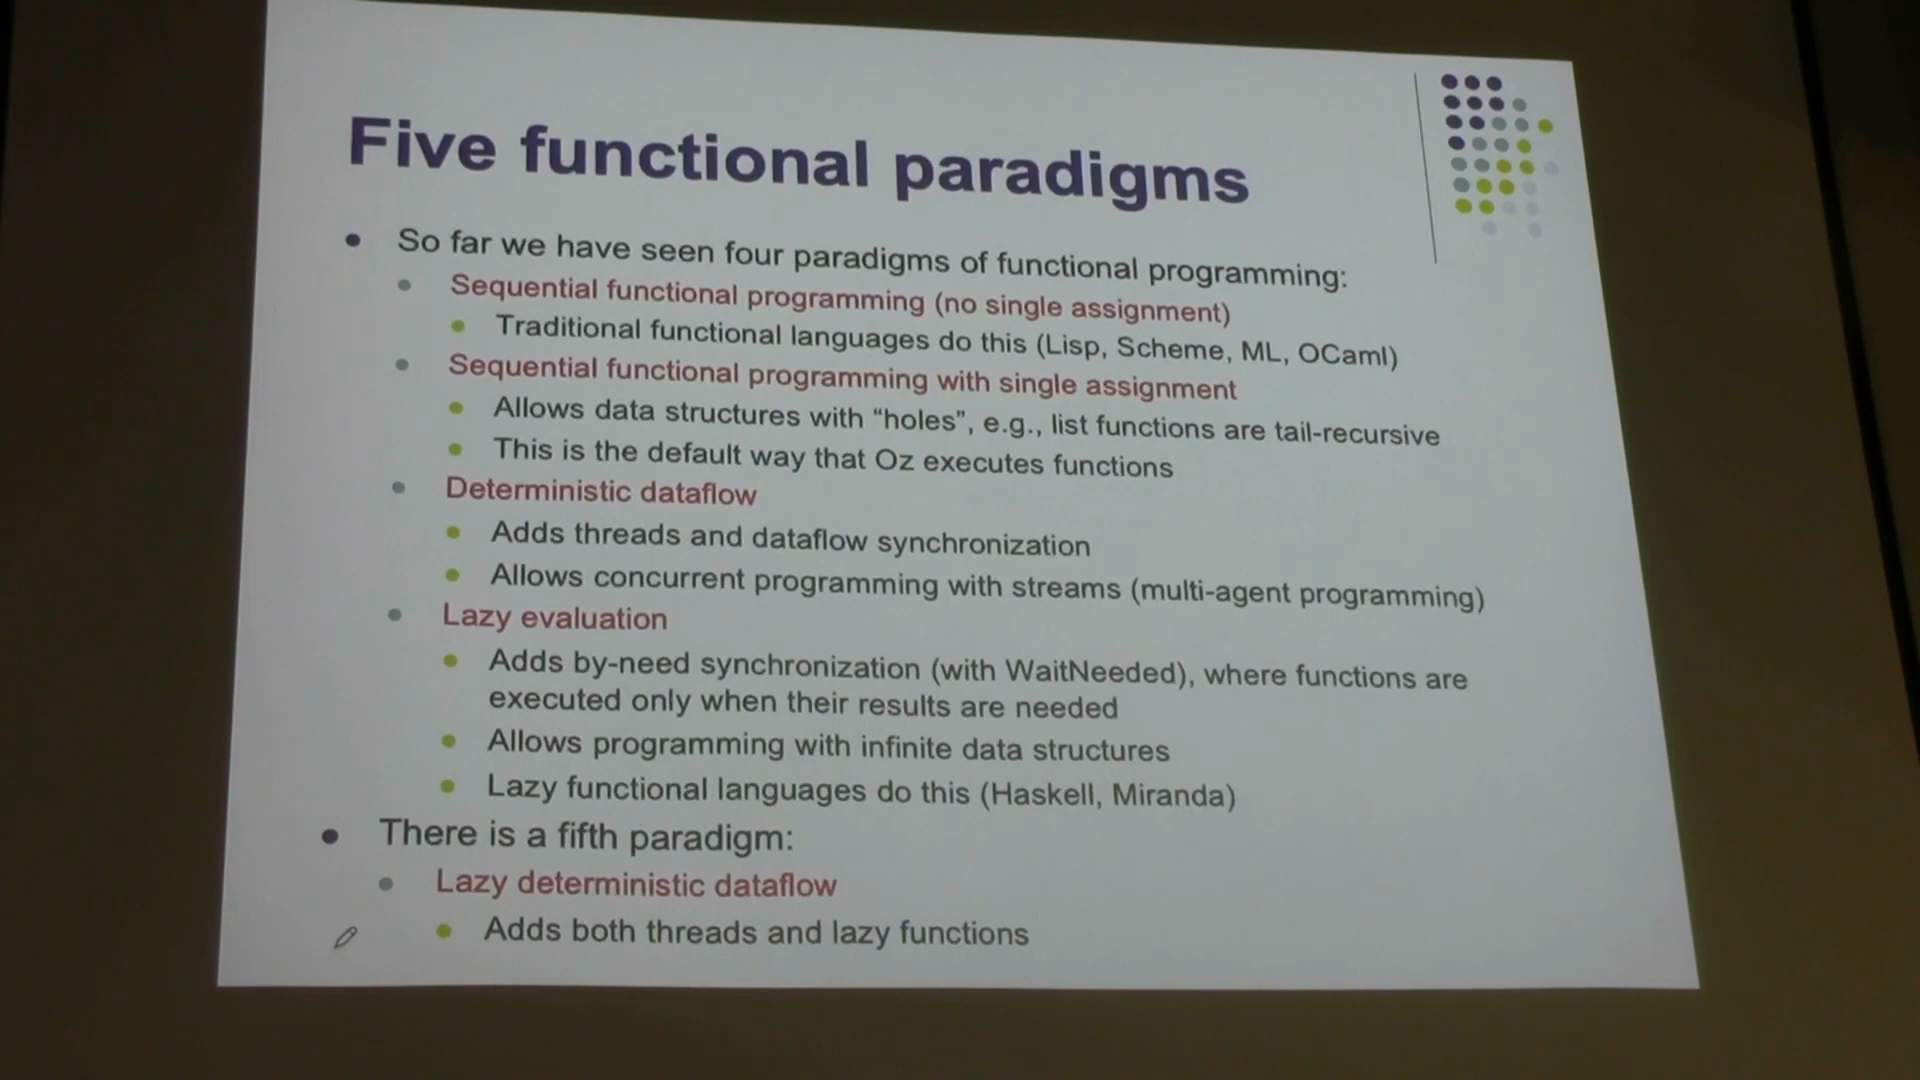 Five functional paradigms
So far we have seen four paradigms of functional programming:
Sequential functional programming (no single assignment)
Traditional functional languages do this (Lisp, Scheme, ML, OCaml)
Sequential functional programming with single assignment
Allows data structures with “holes”, e.g., list functions are tail-recursive
This is the default way that Oz executes functions
Deterministic dataflow
Adds threads and dataflow synchronization
Allows concurrent programming with streams (multi-agent programming)
Lazy evaluation
Adds by-need synchronization (with WaitNeeded), where functions are
executed only when their results are needed
Allows programming with infinite data structures
Lazy functional languages do this (Haskell, Miranda)
There is a fifth paradigm:
Lazy deterministic dataflow
Adds both threads and lazy functions